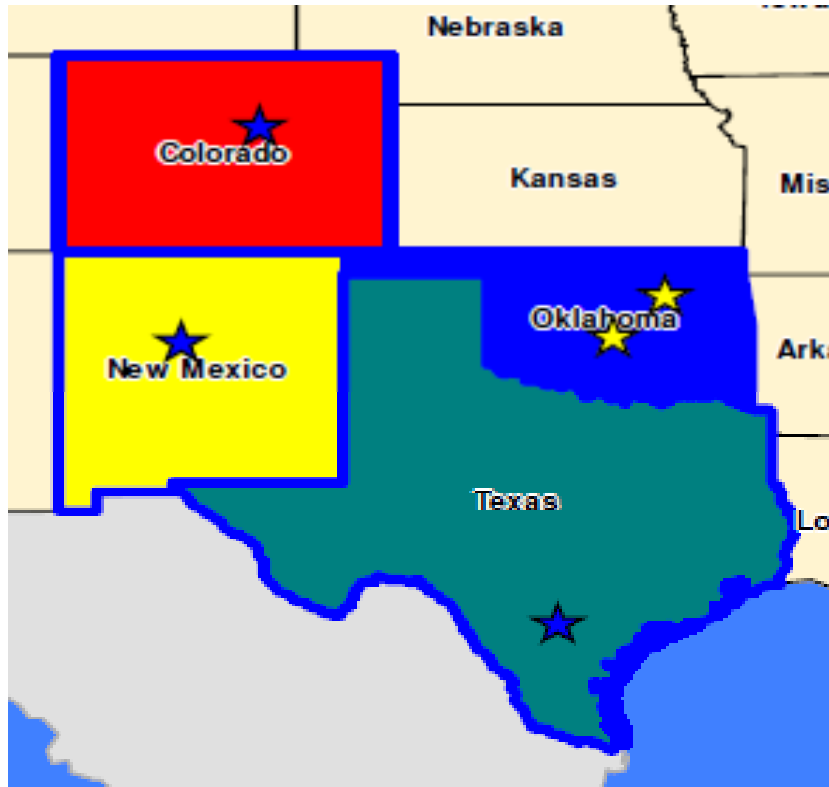 Nebraska
Colorado
Kansas
Mis
Oklahoma
New Mexico
Arka
Texas
Lo